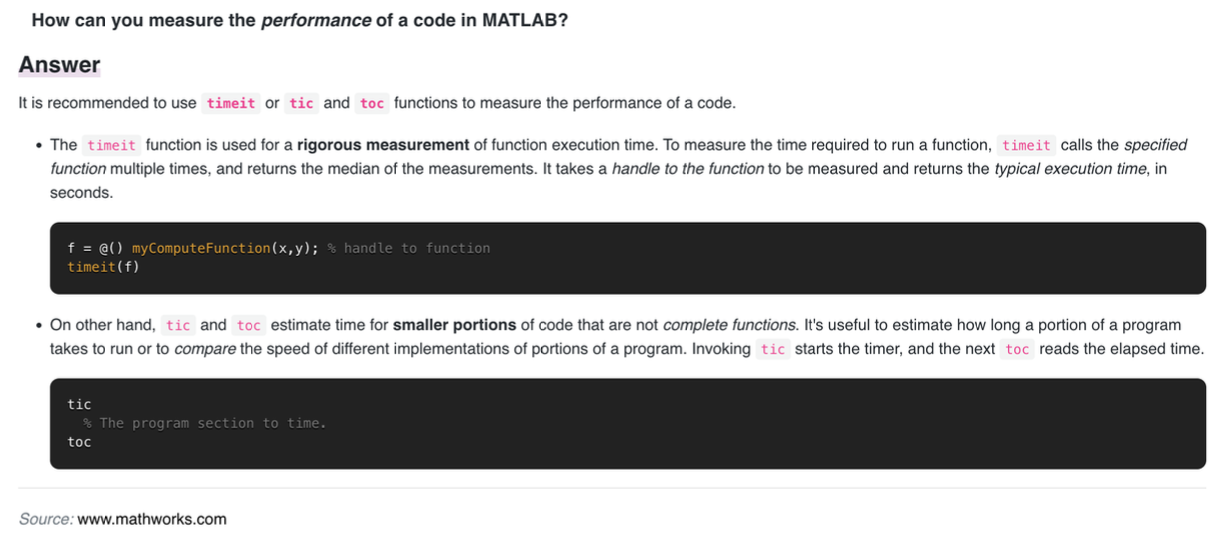 How can you measure the performance of a code in MATLAB?
Answer
It is recommended to use timeit or tic and toc functions to measure the performance of a code.
• The timeit function is used for a rigorous measurement of function execution time. To measure the time required to run a function, timeit calls the specified
function multiple times, and returns the median of the measurements. It takes a handle to the function to be measured and returns the typical execution time, in
seconds.
f = @() myComputeFunction(x,y); % handle to function
timeit(f)
• On other hand, tic and toc estimate time for smaller portions of code that are not complete functions. It's useful to estimate how long a portion of a program
takes to run or to compare the speed of different implementations of portions of a program. Invoking tic starts the timer, and the next toc reads the elapsed time.
tic
% The program section to time.
toc
Source: www.mathworks.com